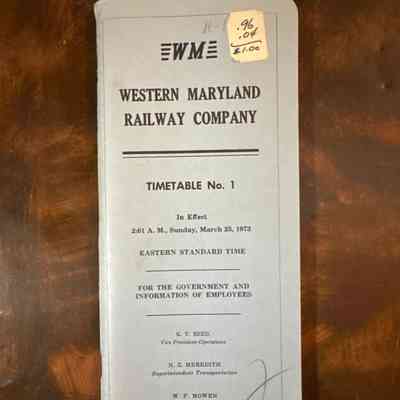 .96
.04
$1.00
WM
WESTERN MARYLAND
RAILWAY COMPANY
TIMETABLE No. 1
In Effect
2:01 A. M., Sunday, March 25, 1973
EASTERN STANDARD TIME
FOR THE GOVERNMENT AND
INFORMATION OF EMPLOYEES
T. REED,
Vice President-Operations
N. E. MEREDITH
Superintendent Transportation
W. F.